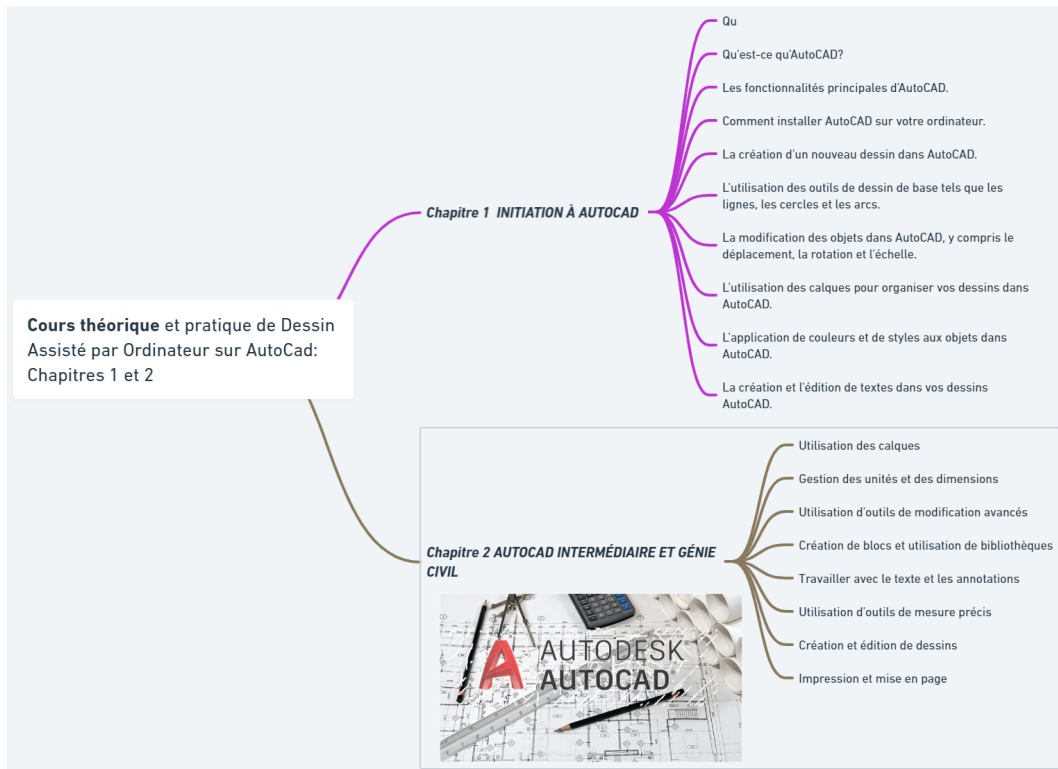 Qu
Qu'est-ce qu'AutoCAD?
Les fonctionnalités principales d'AutoCAD.
Comment installer AutoCAD sur votre ordinateur.
La création d'un nouveau dessin dans AutoCAD.
L'utilisation des outils de dessin de base tels que les
lignes, les cercles et les arcs.
Chapitre 1 INITIATION À AUTOCAD
La modification des objets dans AutoCAD, y compris le
déplacement, la rotation et l'échelle.
L'utilisation des calques pour organiser vos dessins dans
AutoCAD.
L'application de couleurs et de styles aux objets dans
AutoCAD.
La création et l'édition de textes dans vos dessins
AutoCAD.
Cours théorique et pratique de Dessin
Assisté par Ordinateur sur AutoCad:
Chapitres 1 et 2
Utilisation des calques
Gestion des unités et des dimensions
Utilisation d'outils de modification avancés
Création de blocs et utilisation de bibliothèques
Chapitre 2 AUTOCAD INTERMÉDIAIRE ET GÉNIE
CIVIL
Travailler avec le texte et les annotations
Utilisation d'outils de mesure précis
Création et édition de dessins
Impression et mise en page
AUTODESK
AUTOCAD